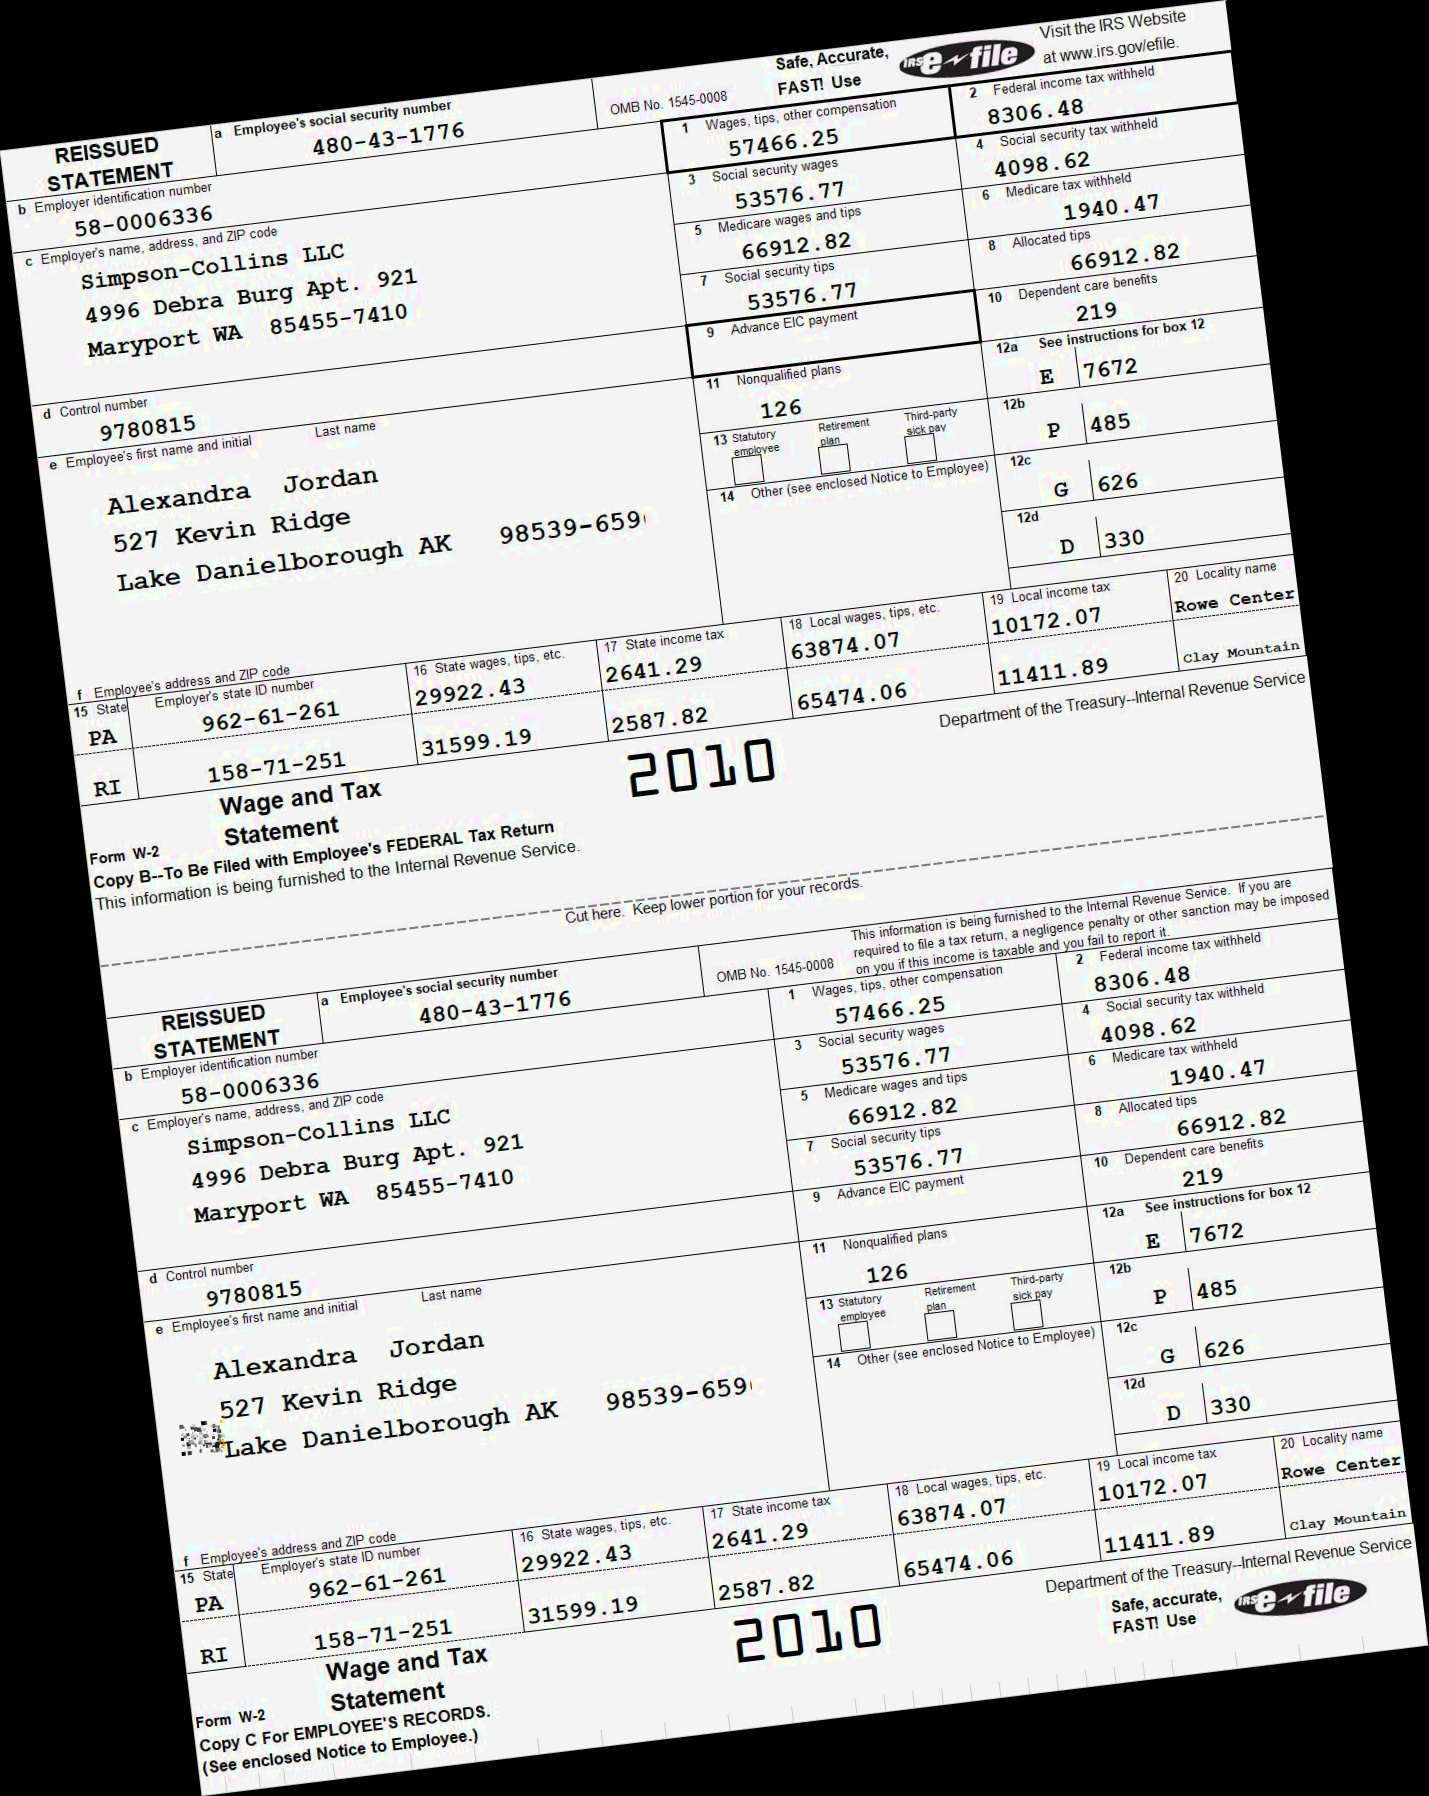 Visit the IRS Website
at www.irs.gov/efile.
Safe, Accurate,
FAST! Use
IRS e-file
OMB No. 1545-0008
REISSUED
STATEMENT
a Employee's social security number
480-43-1776
1 Wages, tips, other compensation
57466.25
2 Federal income tax withheld
8306.48
b Employer identification number
58-0006336
3 Social security wages
53576.77
4 Social security tax withheld
4098.62
c Employer's name, address, and ZIP code
Simpson-Collins LLC
4996 Debra Burg Apt. 921
Maryport WA 85455-7410
5 Medicare wages and tips
66912.82
6 Medicare tax withheld
1940.47
7 Social security tips
53576.77
8 Allocated tips
66912.82
9 Advance EIC payment
10 Dependent care benefits
219
d Control number
9780815
11 Nonqualified plans
126
12a See instructions for box 12
E 7672
e Employee's first name and initial Last name
Alexandra Jordan
527 Kevin Ridge
Lake Danielborough AK
13 Statutory employee
Retirement plan
Third-party sick pay
12b
P 485
14 Other (see enclosed Notice to Employee)
12c
G 626
12d
D 330
f Employee's address and ZIP code
15 State Employer's state ID number
16 State wages, tips, etc.
17 State income tax
18 Local wages, tips, etc.
19 Local income tax
20 Locality name
PA 962-61-261 29922.43 2641.29 63874.07 10172.07 Rowe Center
RI 158-71-251 31599.19 2587.82 65474.06 11411.89 Clay Mountain
Department of the Treasury--Internal Revenue Service
2010
Wage and Tax
Statement
Form W-2
Copy B--To Be Filed with Employee's FEDERAL Tax Return
This information is being furnished to the Internal Revenue Service.
Cut here. Keep lower portion for your records.
This information is being furnished to the Internal Revenue Service. If you are
required to file a tax return, a negligence penalty or other sanction may be imposed
on you if this income is taxable and you fail to report it.
OMB No. 1545-0008
REISSUED
STATEMENT
a Employee's social security number
480-43-1776
1 Wages, tips, other compensation
57466.25
2 Federal income tax withheld
8306.48
b Employer identification number
58-0006336
3 Social security wages
53576.77
4 Social security tax withheld
4098.62
c Employer's name, address, and ZIP code
Simpson-Collins LLC
4996 Debra Burg Apt. 921
Maryport WA 85455-7410
5 Medicare wages and tips
66912.82
6 Medicare tax withheld
1940.47
7 Social security tips
53576.77
8 Allocated tips
66912.82
9 Advance EIC payment
10 Dependent care benefits
219
d Control number
9780815
11 Nonqualified plans
126
12a See instructions for box 12
E 7672
e Employee's first name and initial Last name
Alexandra Jordan
527 Kevin Ridge
Lake Danielborough AK
13 Statutory employee
Retirement plan
Third-party sick pay
12b
P 485
14 Other (see enclosed Notice to Employee)
12c
G 626
12d
D 330
f Employee's address and ZIP code
15 State Employer's state ID number
16 State wages, tips, etc.
17 State income tax
18 Local wages, tips, etc.
19 Local income tax
20 Locality name
PA 962-61-261 29922.43 2641.29 63874.07 10172.07 Rowe Center
RI 158-71-251 31599.19 2587.82 65474.06 11411.89 Clay Mountain
Department of the Treasury--Internal Revenue Service
Safe, accurate,
FAST! Use
IRS e-file
2010
Wage and Tax
Statement
Form W-2
Copy C For EMPLOYEE'S RECORDS.
(See enclosed Notice to Employee.)